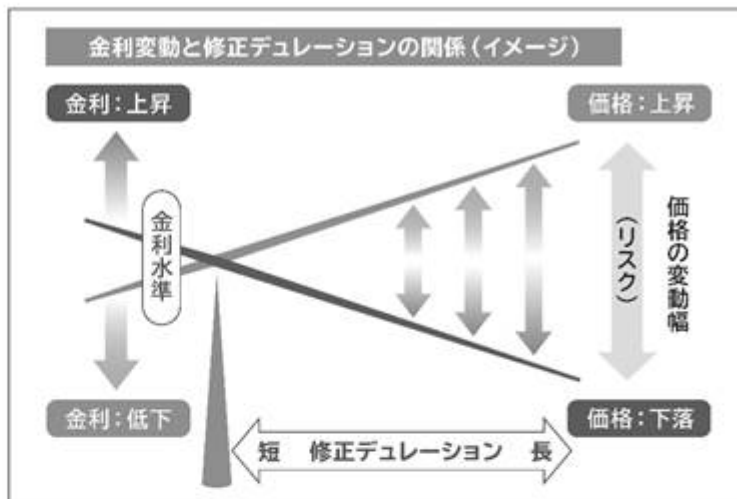 金利変動と修正デュレーションの関係（イメージ）
金利：上昇
価格：上昇
金利水準
価格の変動幅
（リスク）
金利：低下
短 修正デュレーション 長
価格：下落